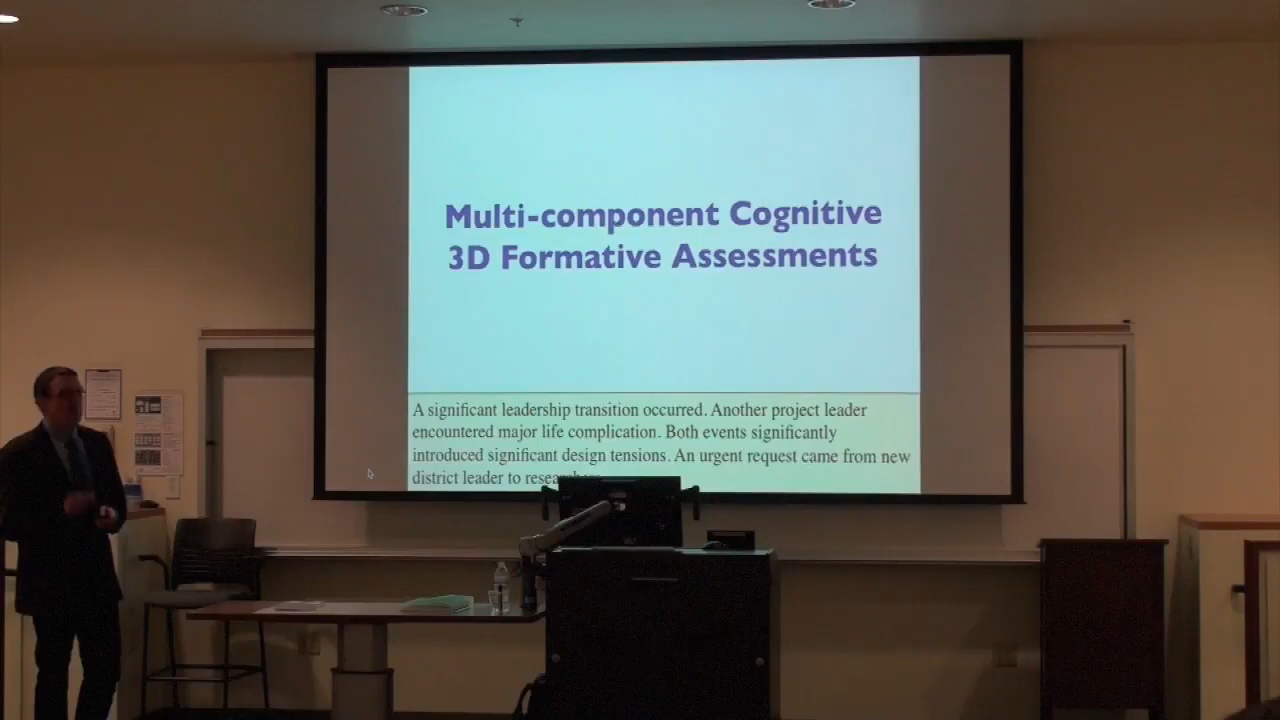 Multi-component Cognitive
3D Formative Assessments
A significant leadership transition occurred. Another project leader
encountered major life complication. Both events significantly
introduced significant design tensions. An urgent request came from new
district leader to